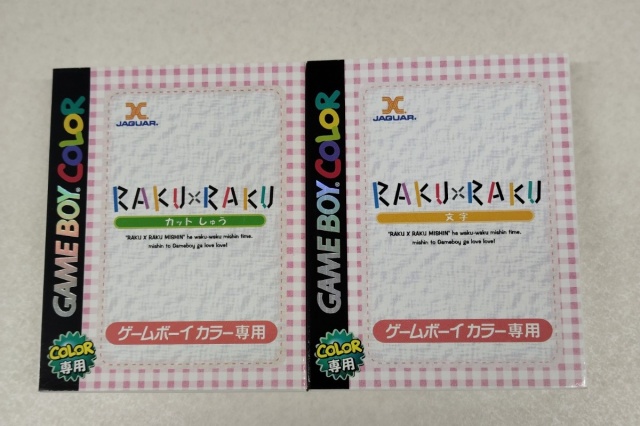 GAME BOY COLOR
JAGUAR.
RAKU×RAKU
カットしゅう
"RAKU X RAKU MISHIN" he waku-waku mishin time.
mishin to Gameboy ga love love!
ゲームボーイカラー専用
COLOR
専用
GAME BOY COLOR
JAGUAR.
RAKU×RAKU
文字
"RAKU X RAKU MISHIN" he waku-waku mishin time.
mishin to Gameboy ga love love!
ゲームボーイカラー専用
COLOR
専用